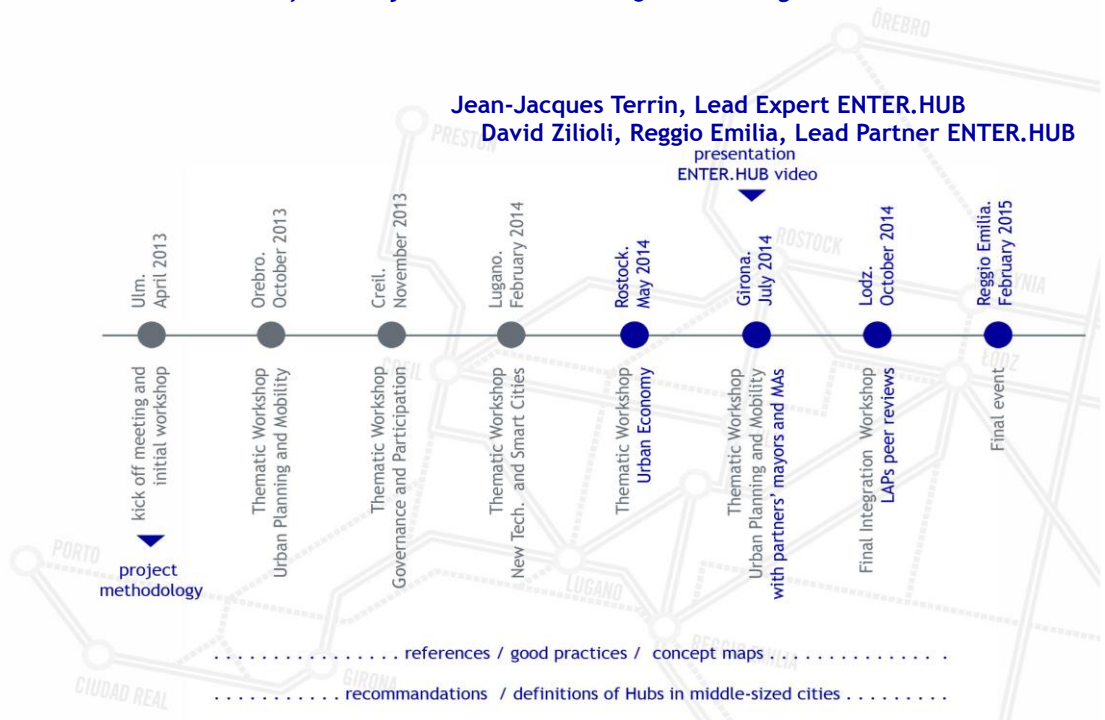 Jean-Jacques Terrin, Lead Expert ENTER.HUB
David Zilioli, Reggio Emilia, Lead Partner ENTER.HUB
presentation
ENTER.HUB video
Ulm.
April 2013
Orebro.
October 2013
Creil.
November 2013
Lugano.
February 2014
Rostock.
May 2014
Girona.
July 2014
Lodz.
October 2014
Reggio Emilia.
February 2015
kick off meeting and
initial workshop
Thematic Workshop
Urban Planning and Mobility
Thematic Workshop
Governance and Participation
Thematic Workshop
New Tech. and Smart Cities
Thematic Workshop
Urban Economy
Thematic Workshop
Urban Planning and Mobility
with partners' mayors and MAs
Final Integration Workshop
LAPs peer reviews
Final event
project
methodology
. . . . . . . . . . . . . . . . references / good practices / concept maps . . . . . . . . . . . . . . .
. . . . . . . . . . . recommandations / definitions of Hubs in middle-sized cities . . . . . . . . .
ÖREBRO
PRESTON
ROSTOCK
CREIL
ŁÓDZ
PORTO
LUGANO
REGGIO EMILIA
GIRONA
CIUDAD REAL